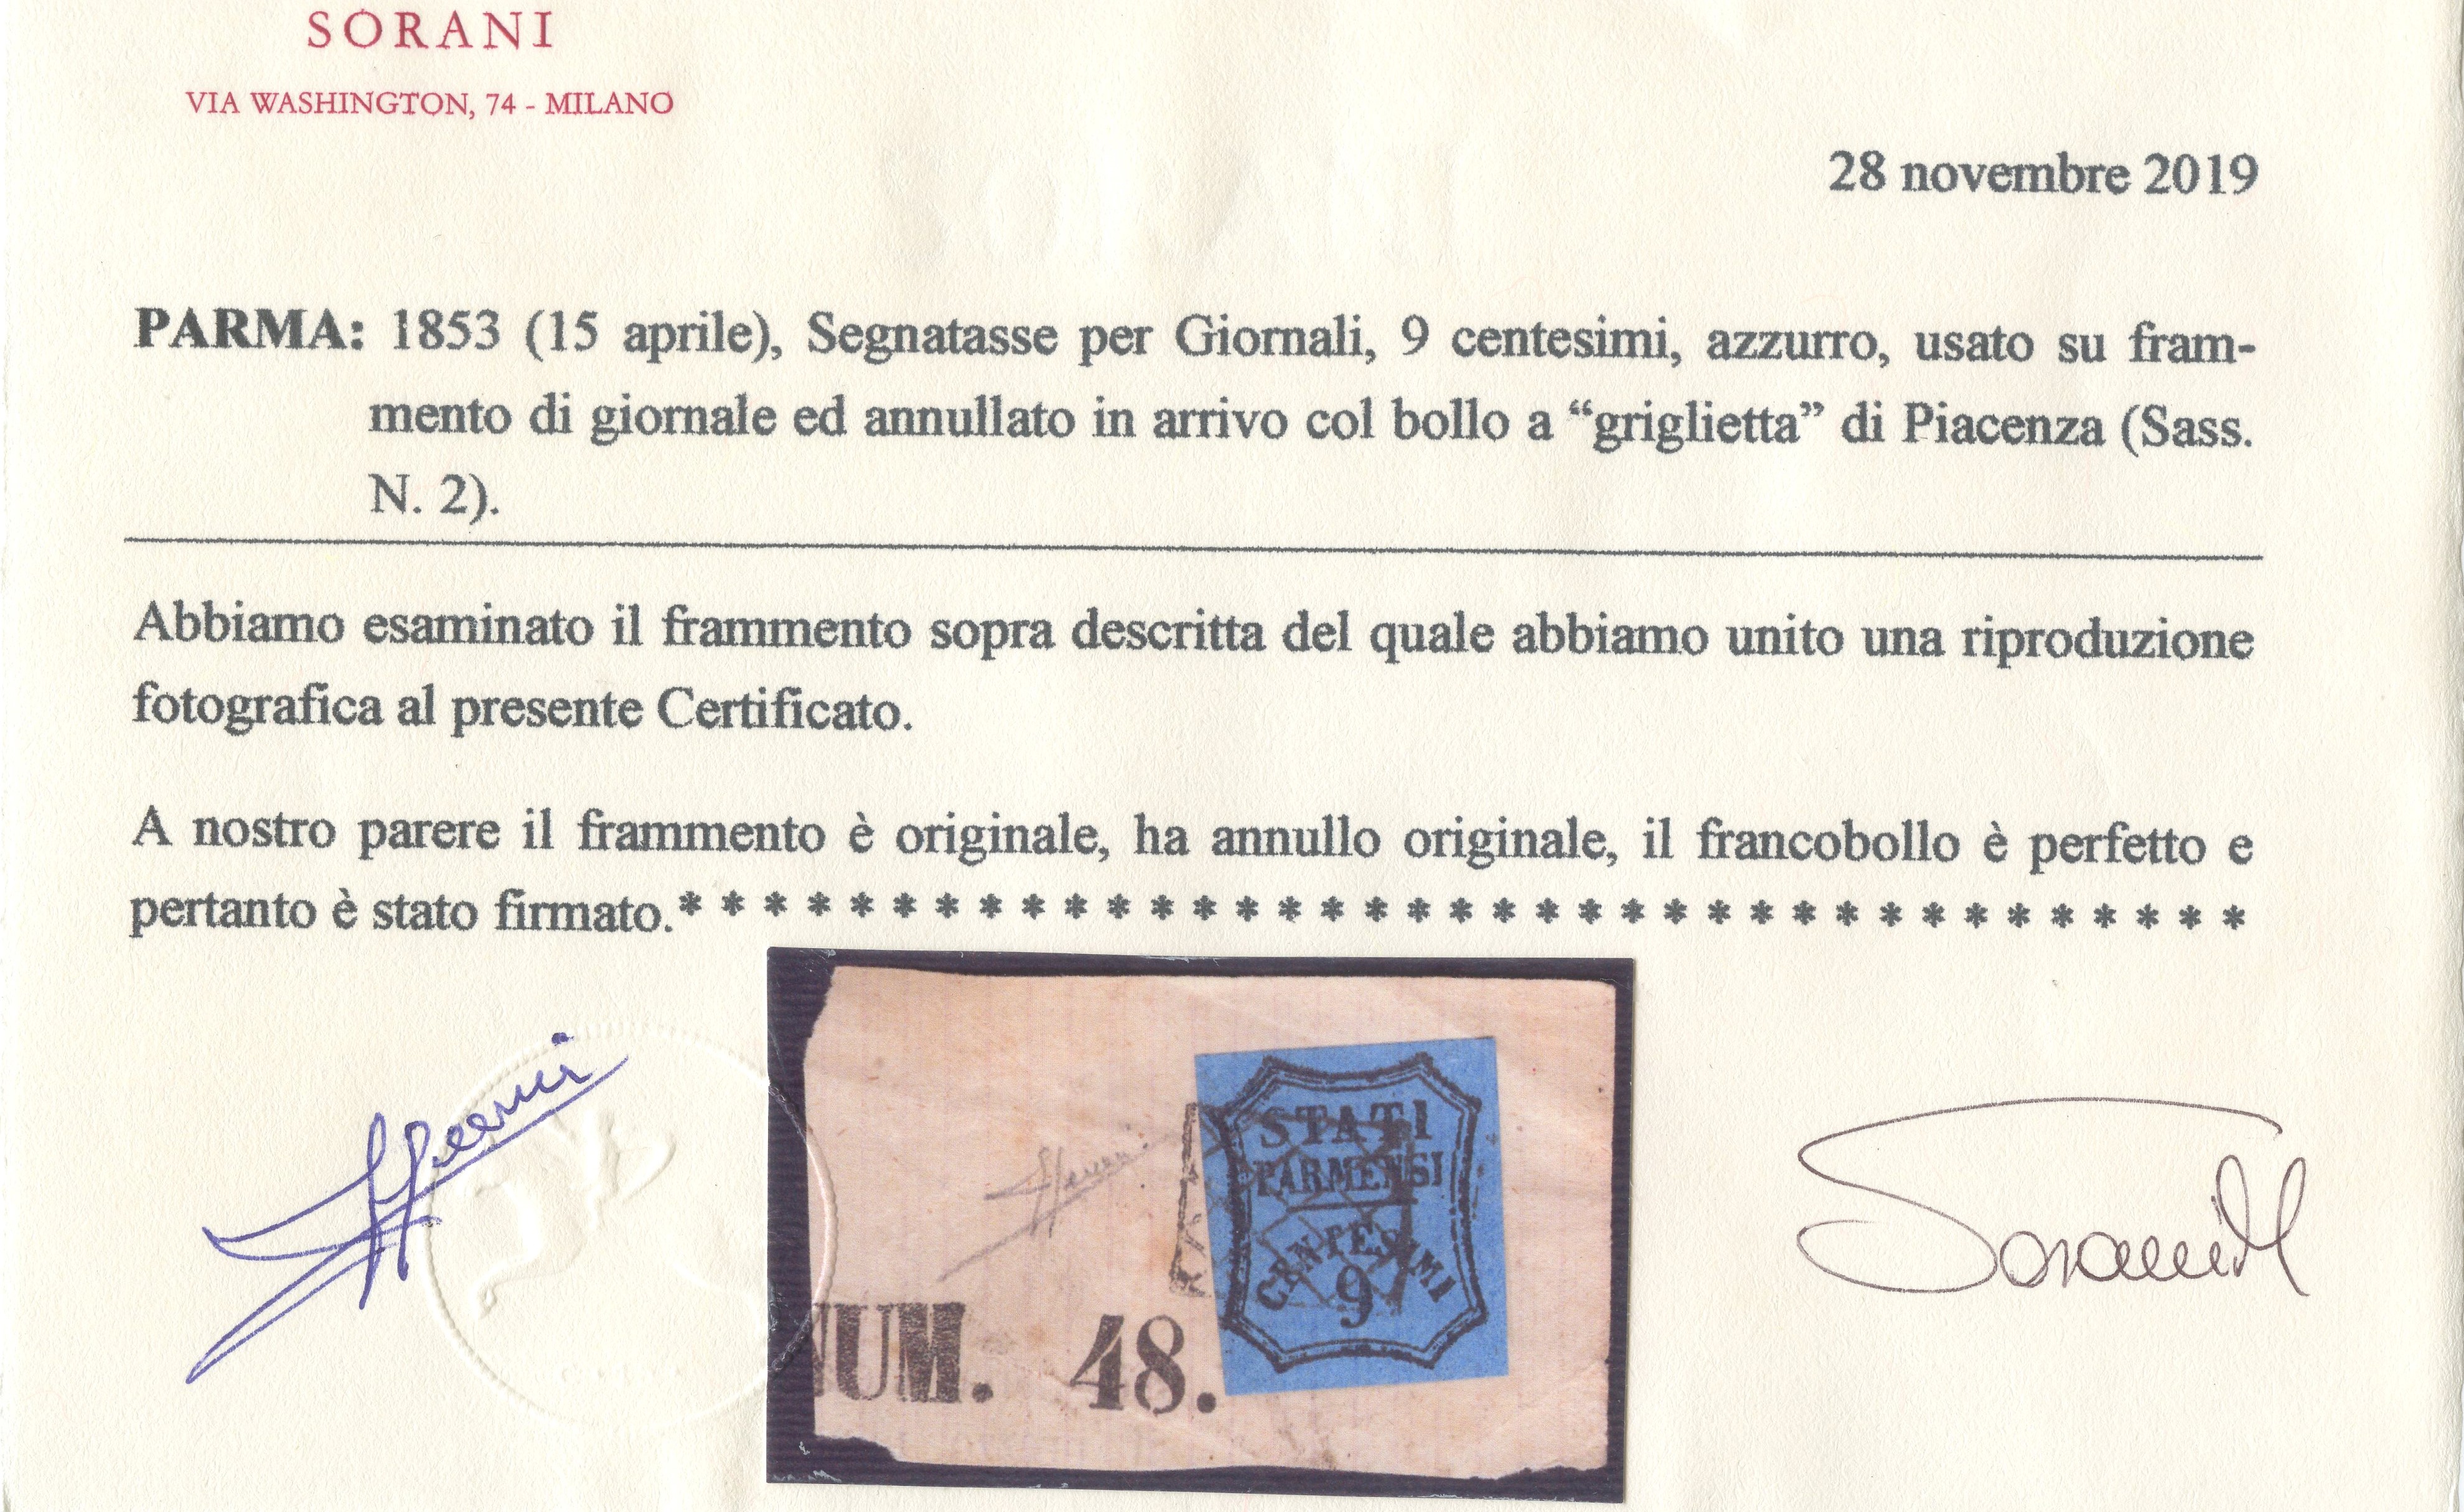 SORANI
VIA WASHINGTON, 74 - MILANO
28 novembre 2019
PARMA: 1853 (15 aprile), Segnatasse per Giornali, 9 centesimi, azzurro, usato su fram-
mento di giornale ed annullato in arrivo col bollo a “griglietta” di Piacenza (Sass.
N. 2).
Abbiamo esaminato il frammento sopra descritta del quale abbiamo unito una riproduzione
fotografica al presente Certificato.
A nostro parere il frammento è originale, ha annullo originale, il francobollo è perfetto e
pertanto è stato firmato.* * * * * * * * * * * * * * * * * * * * * * * * * * * * * * * * * * * * *
STATI
PARMENSI
CENTESIMI
9
NUM. 48.